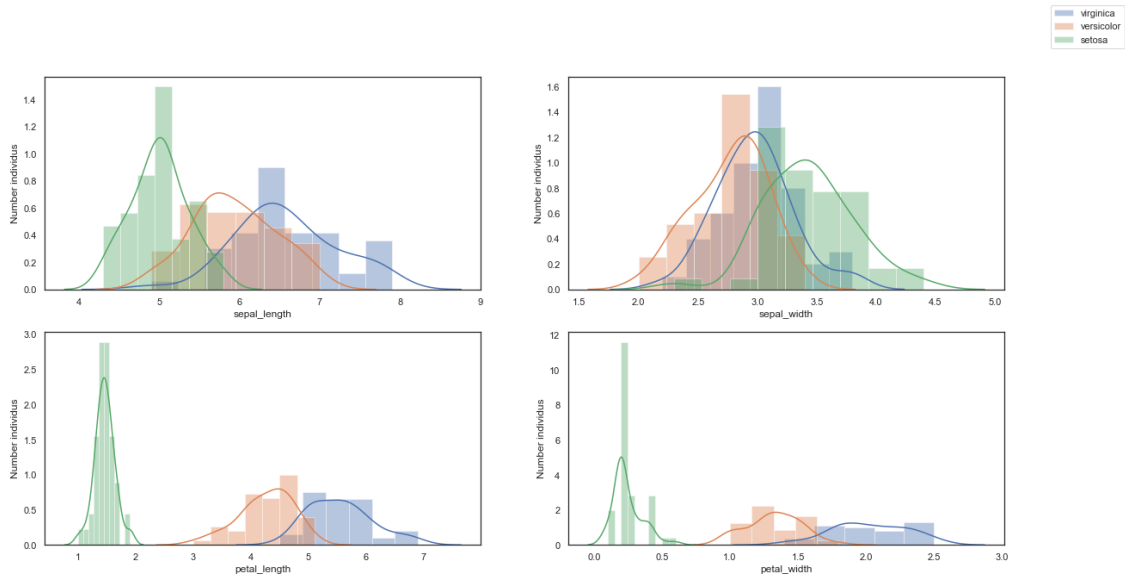 virginica
versicolor
setosa
Number individus
1.4
1.2
1.0
0.8
0.6
0.4
0.2
0.0
4 5 6 7 8 9
sepal_length
Number individus
1.6
1.4
1.2
1.0
0.8
0.6
0.4
0.2
0.0
1.5 2.0 2.5 3.0 3.5 4.0 4.5 5.0
sepal_width
Number individus
3.0
2.5
2.0
1.5
1.0
0.5
0.0
1 2 3 4 5 6 7
petal_length
Number individus
12
10
8
6
4
2
0
0.0 0.5 1.0 1.5 2.0 2.5 3.0
petal_width